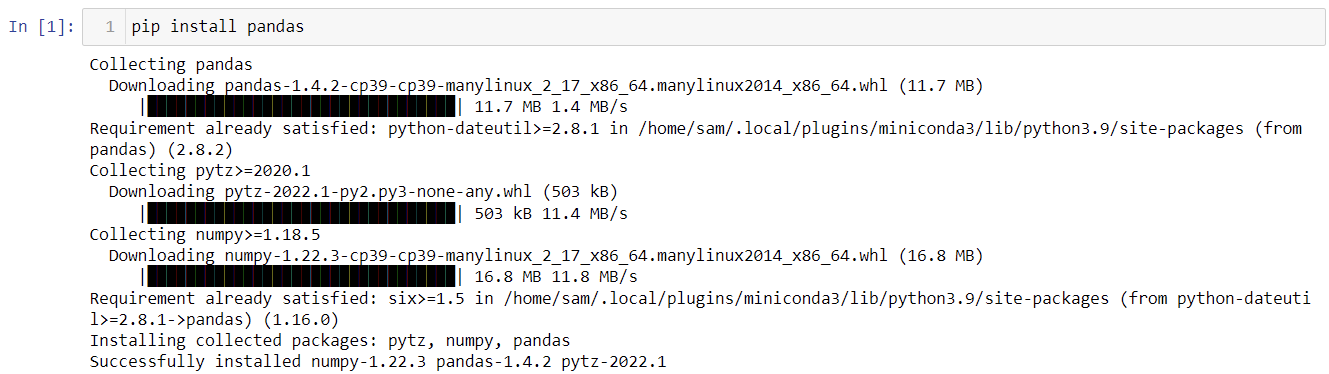 In [1]: 1 pip install pandas
Collecting pandas
  Downloading pandas-1.4.2-cp39-cp39-manylinux_2_17_x86_64.manylinux2014_x86_64.whl (11.7 MB)
     |████████████████████████████████| 11.7 MB 1.4 MB/s
Requirement already satisfied: python-dateutil>=2.8.1 in /home/sam/.local/plugins/miniconda3/lib/python3.9/site-packages (from
pandas) (2.8.2)
Collecting pytz>=2020.1
  Downloading pytz-2022.1-py2.py3-none-any.whl (503 kB)
     |████████████████████████████████| 503 kB 11.4 MB/s
Collecting numpy>=1.18.5
  Downloading numpy-1.22.3-cp39-cp39-manylinux_2_17_x86_64.manylinux2014_x86_64.whl (16.8 MB)
     |████████████████████████████████| 16.8 MB 11.8 MB/s
Requirement already satisfied: six>=1.5 in /home/sam/.local/plugins/miniconda3/lib/python3.9/site-packages (from python-dateuti
l>=2.8.1->pandas) (1.16.0)
Installing collected packages: pytz, numpy, pandas
Successfully installed numpy-1.22.3 pandas-1.4.2 pytz-2022.1